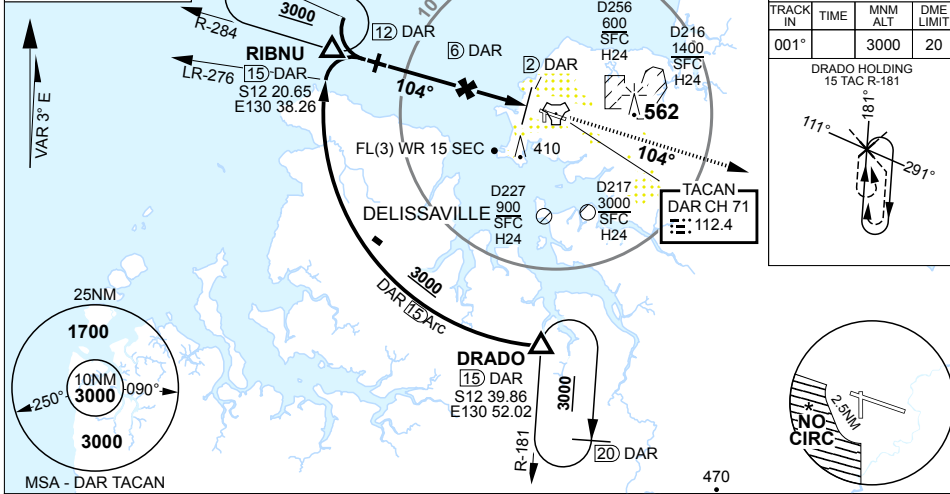 3000
R-284
RIBNU
15 DAR
S12 20.65
E130 38.26
LR-276
12 DAR
6 DAR
2 DAR
104°
VAR 3° E
10
D256
600
SFC
H24
D216
1400
SFC
H24
562
FL(3) WR 15 SEC
410
104°
DELISSAVILLE
D227
900
SFC
H24
D217
3000
SFC
H24
TACAN
DAR CH 71
112.4
3000
DAR 15 Arc
DRADO
15 DAR
S12 39.86
E130 52.02
3000
R-181
20 DAR
470
25NM
1700
10NM
3000
250°
090°
3000
MSA - DAR TACAN
TRACK IN
TIME
MNM ALT
DME LIMIT
001°
3000
20
DRADO HOLDING
15 TAC R-181
181°
111°
291°
2.5NM
*
NO
CIRC